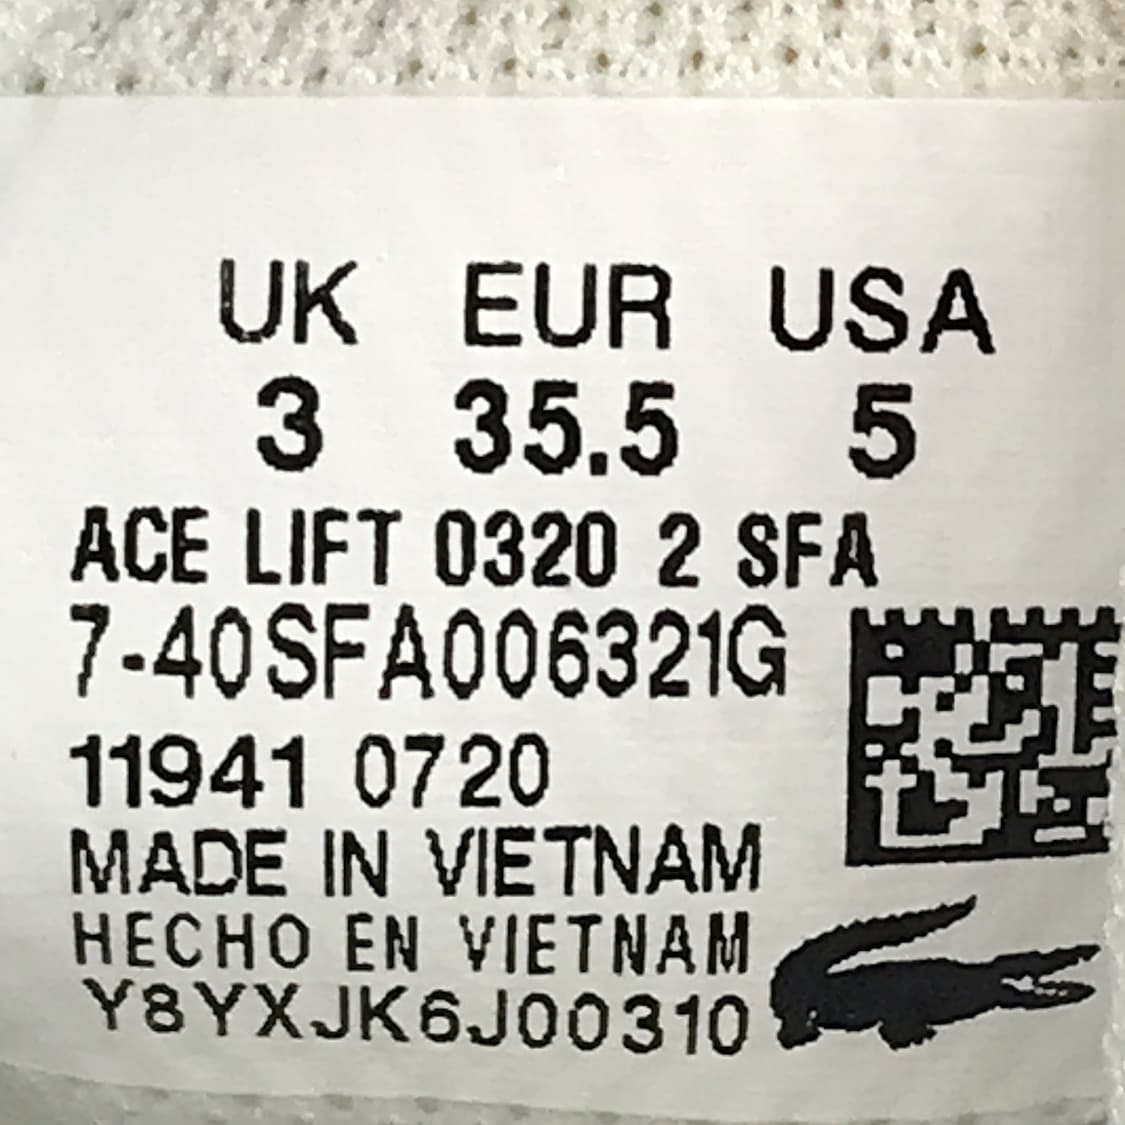 UK EUR USA
3 35.5 5
ACE LIFT 0320 2 SFA
7-40SFA006321G
11941 0720
MADE IN VIETNAM
HECHO EN VIETNAM
Y8YXJK6J00310